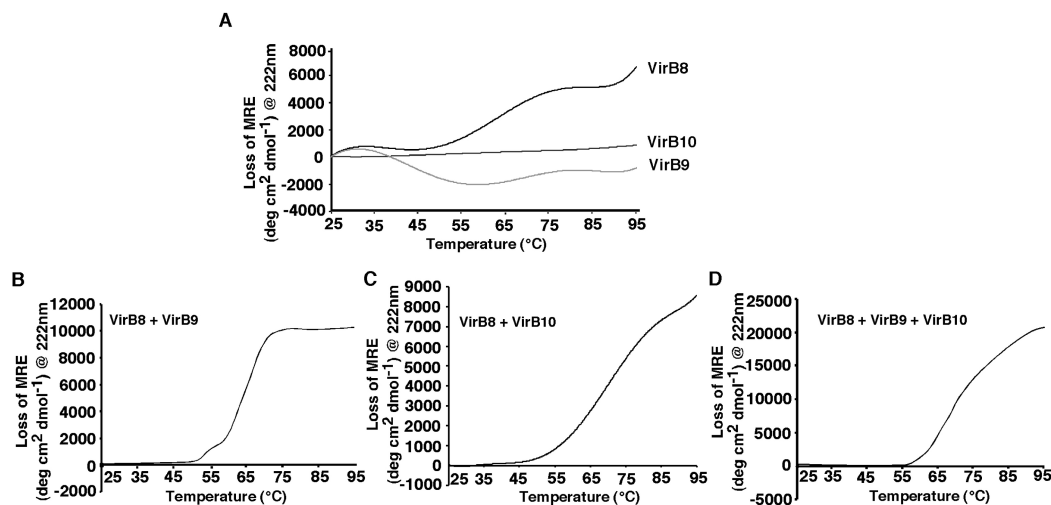 A
Loss of MRE
(deg cm2 dmol-1) @ 222nm
8000
6000
4000
2000
0
-2000
-4000
VirB8
VirB10
VirB9
25 35 45 55 65 75 85 95
Temperature (°C)
B
Loss of MRE
(deg cm2 dmol-1) @ 222nm
12000
10000
8000
6000
4000
2000
0
-2000
VirB8 + VirB9
25 35 45 55 65 75 85 95
Temperature (°C)
C
Loss of MRE
(deg cm2 dmol-1) @ 222nm
9000
8000
7000
6000
5000
4000
3000
2000
1000
0
-1000
VirB8 + VirB10
25 35 45 55 65 75 85 95
Temperature (°C)
D
Loss of MRE
(deg cm2 dmol-1) @ 222nm
25000
20000
15000
10000
5000
0
-5000
VirB8 + VirB9 + VirB10
25 35 45 55 65 75 85 95
Temperature (°C)